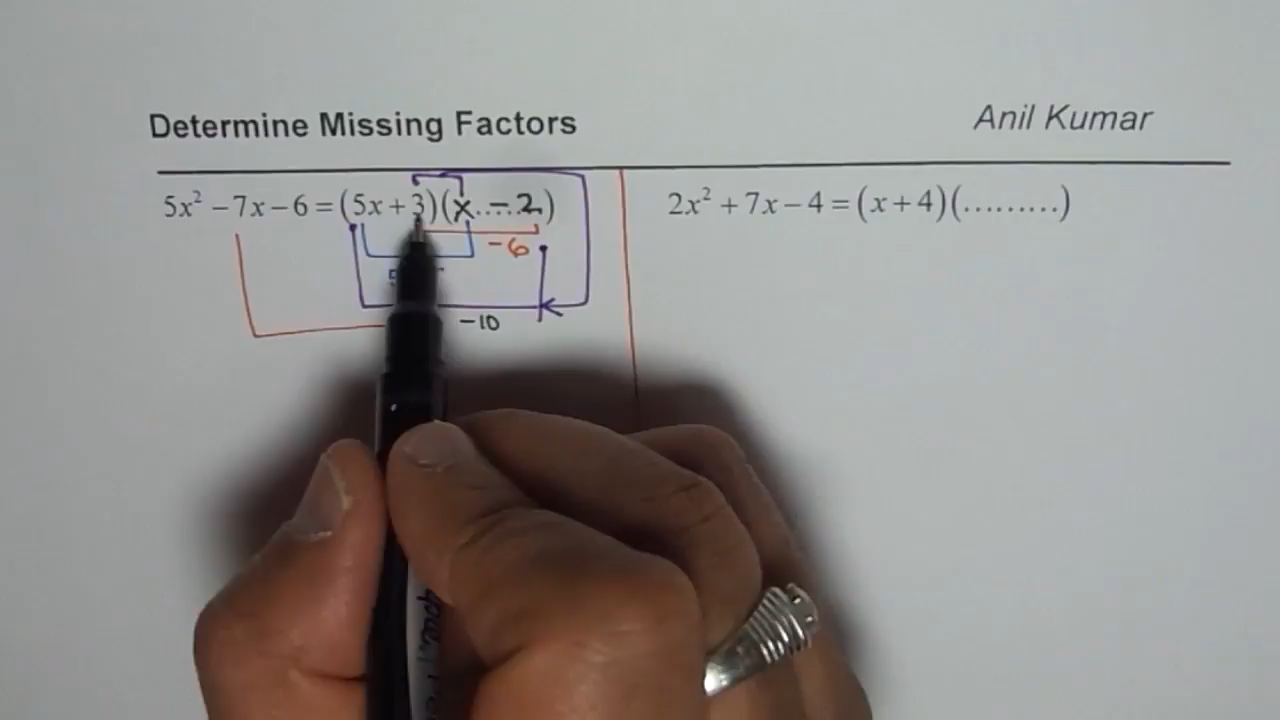 Determine Missing Factors
Anil Kumar
5x² − 7x − 6 = (5x + 3)(x..... − 2)
2x² + 7x − 4 = (x + 4)(.........)
−6
−10